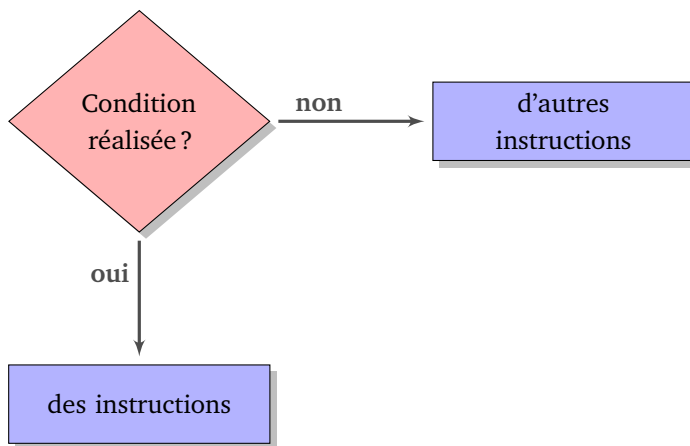 Condition
réalisée ?
non
d'autres
instructions
oui
des instructions